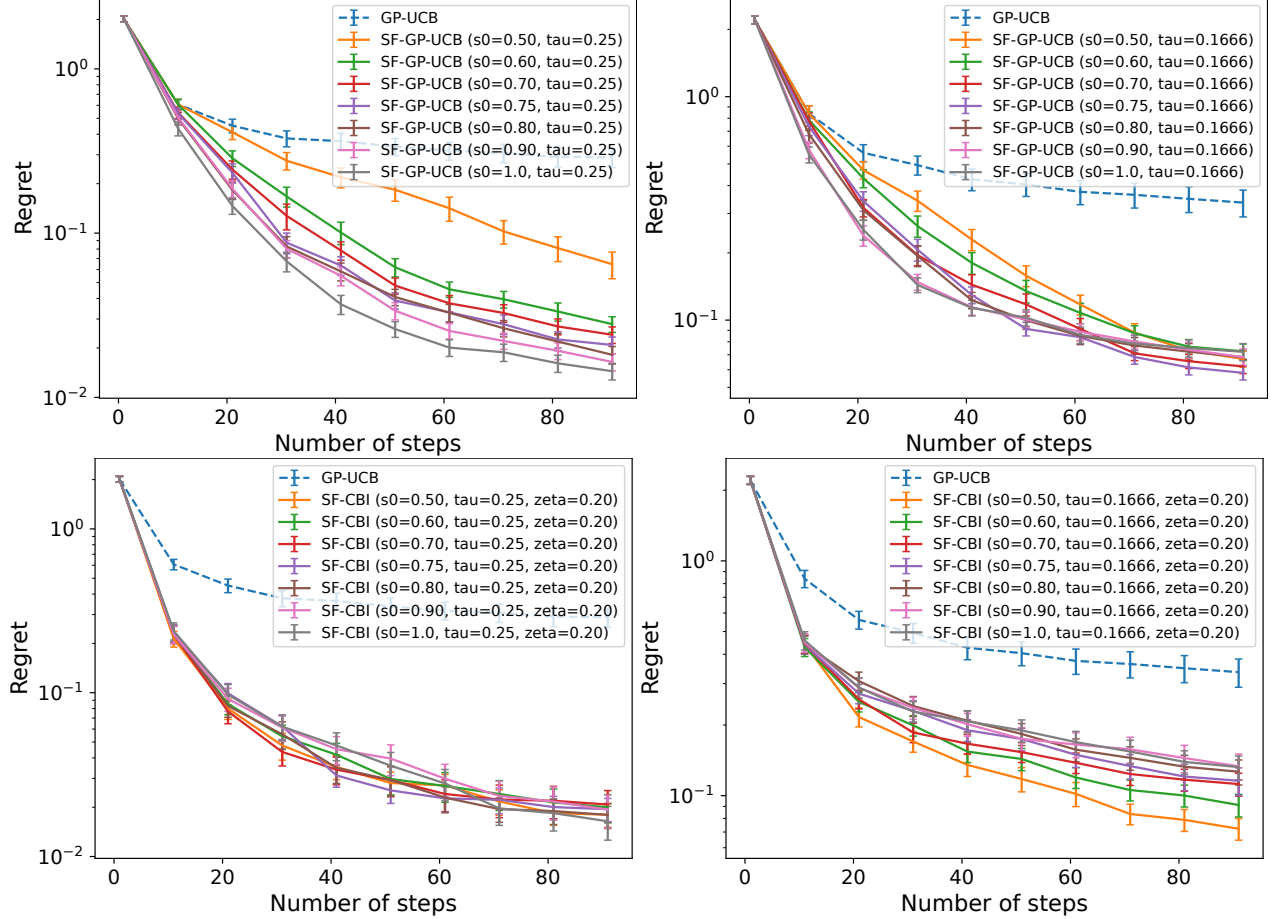 GP-UCB
SF-GP-UCB (s0=0.50, tau=0.25)
SF-GP-UCB (s0=0.60, tau=0.25)
SF-GP-UCB (s0=0.70, tau=0.25)
SF-GP-UCB (s0=0.75, tau=0.25)
SF-GP-UCB (s0=0.80, tau=0.25)
SF-GP-UCB (s0=0.90, tau=0.25)
SF-GP-UCB (s0=1.0, tau=0.25)
Regret
10⁰
10⁻¹
10⁻²
0 20 40 60 80
Number of steps
GP-UCB
SF-GP-UCB (s0=0.50, tau=0.1666)
SF-GP-UCB (s0=0.60, tau=0.1666)
SF-GP-UCB (s0=0.70, tau=0.1666)
SF-GP-UCB (s0=0.75, tau=0.1666)
SF-GP-UCB (s0=0.80, tau=0.1666)
SF-GP-UCB (s0=0.90, tau=0.1666)
SF-GP-UCB (s0=1.0, tau=0.1666)
Regret
10⁰
10⁻¹
0 20 40 60 80
Number of steps
GP-UCB
SF-CBI (s0=0.50, tau=0.25, zeta=0.20)
SF-CBI (s0=0.60, tau=0.25, zeta=0.20)
SF-CBI (s0=0.70, tau=0.25, zeta=0.20)
SF-CBI (s0=0.75, tau=0.25, zeta=0.20)
SF-CBI (s0=0.80, tau=0.25, zeta=0.20)
SF-CBI (s0=0.90, tau=0.25, zeta=0.20)
SF-CBI (s0=1.0, tau=0.25, zeta=0.20)
Regret
10⁰
10⁻¹
10⁻²
0 20 40 60 80
Number of steps
GP-UCB
SF-CBI (s0=0.50, tau=0.1666, zeta=0.20)
SF-CBI (s0=0.60, tau=0.1666, zeta=0.20)
SF-CBI (s0=0.70, tau=0.1666, zeta=0.20)
SF-CBI (s0=0.75, tau=0.1666, zeta=0.20)
SF-CBI (s0=0.80, tau=0.1666, zeta=0.20)
SF-CBI (s0=0.90, tau=0.1666, zeta=0.20)
SF-CBI (s0=1.0, tau=0.1666, zeta=0.20)
Regret
10⁰
10⁻¹
0 20 40 60 80
Number of steps